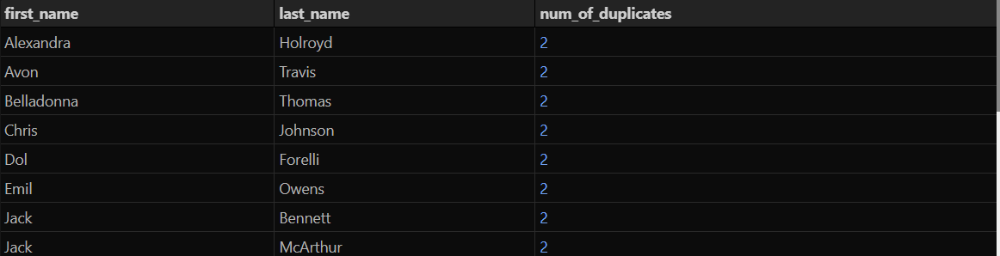 first_name last_name num_of_duplicates
Alexandra Holroyd 2
Avon Travis 2
Belladonna Thomas 2
Chris Johnson 2
Dol Forelli 2
Emil Owens 2
Jack Bennett 2
Jack McArthur 2